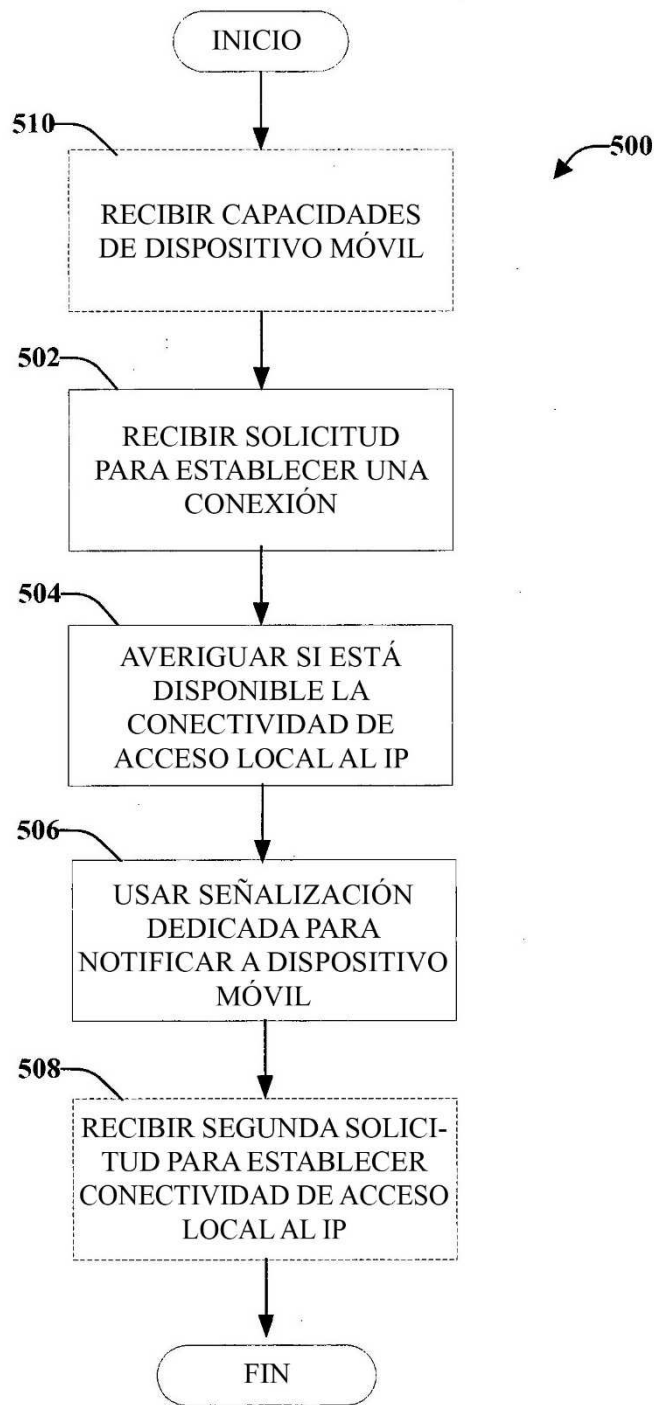 INICIO
510
500
RECIBIR CAPACIDADES
DE DISPOSITIVO MÓVIL
502
RECIBIR SOLICITUD
PARA ESTABLECER UNA
CONEXIÓN
504
AVERIGUAR SI ESTÁ
DISPONIBLE LA
CONECTIVIDAD DE
ACCESO LOCAL AL IP
506
USAR SEÑALIZACIÓN
DEDICADA PARA
NOTIFICAR A DISPOSITIVO
MÓVIL
508
RECIBIR SEGUNDA SOLICI-
TUD PARA ESTABLECER
CONECTIVIDAD DE ACCESO
LOCAL AL IP
FIN